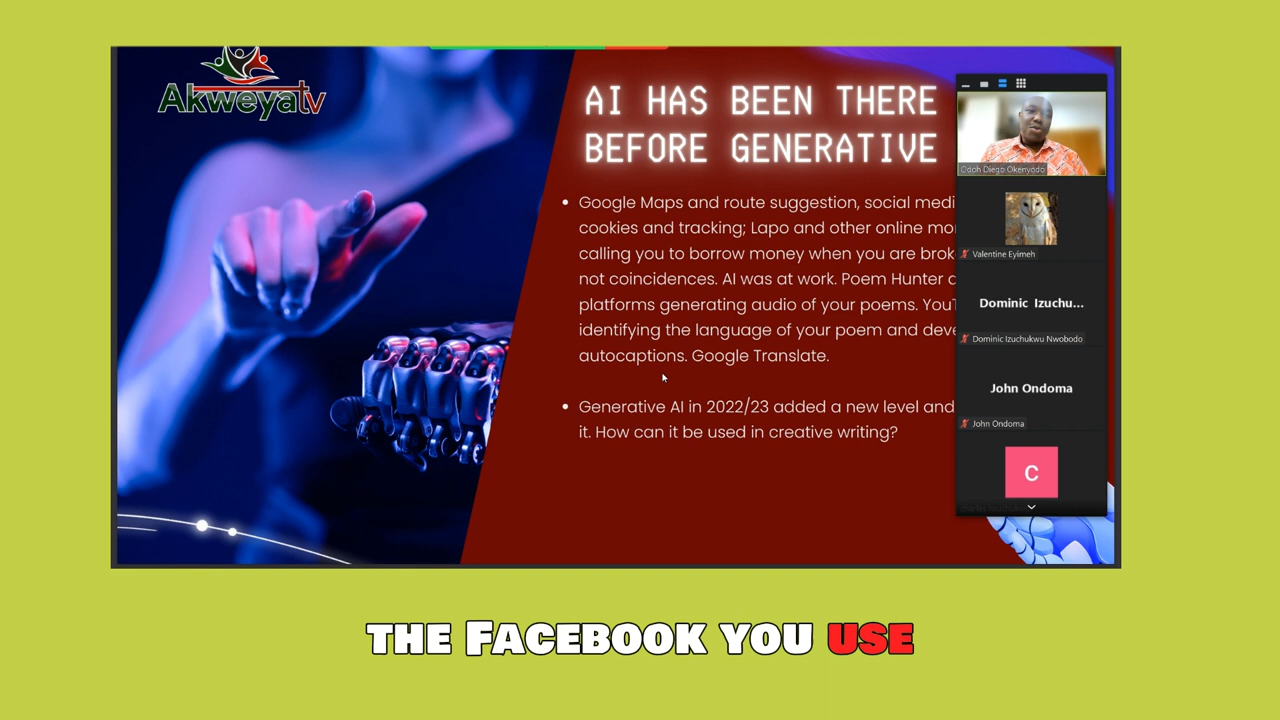 Akweyatv
AI HAS BEEN THERE
BEFORE GENERATIVE
Google Maps and route suggestion, social medi
cookies and tracking; Lapo and other online mo
calling you to borrow money when you are brok
not coincidences. AI was at work. Poem Hunter
platforms generating audio of your poems. YouT
identifying the language of your poem and deve
autocaptions. Google Translate.
Generative AI in 2022/23 added a new level and
it. How can it be used in creative writing?
Odoh Diego Okenyodo
Valentine Eyimeh
Dominic Izuchu...
Dominic Izuchukwu Nwobodo
John Ondoma
John Ondoma
C
THE FACEBOOK YOU USE